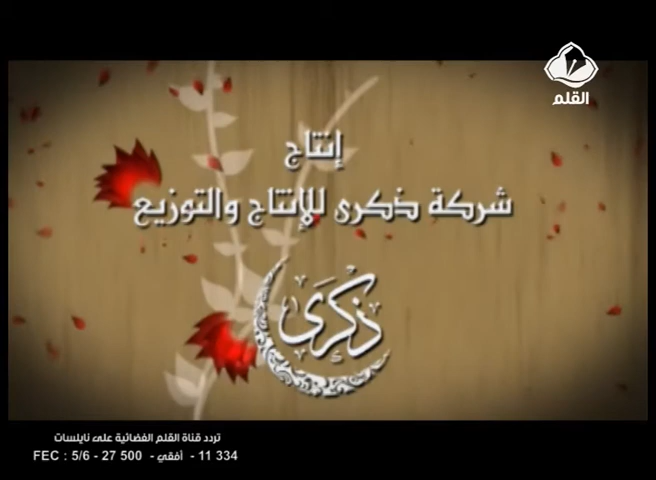 القلم
إنتاج
شركة ذكرى للإنتاج والتوزيع
ذكرى
تردد قناة القلم الفضائية على نايلسات
11 334 - أفقي - 27 500 - FEC : 5/6